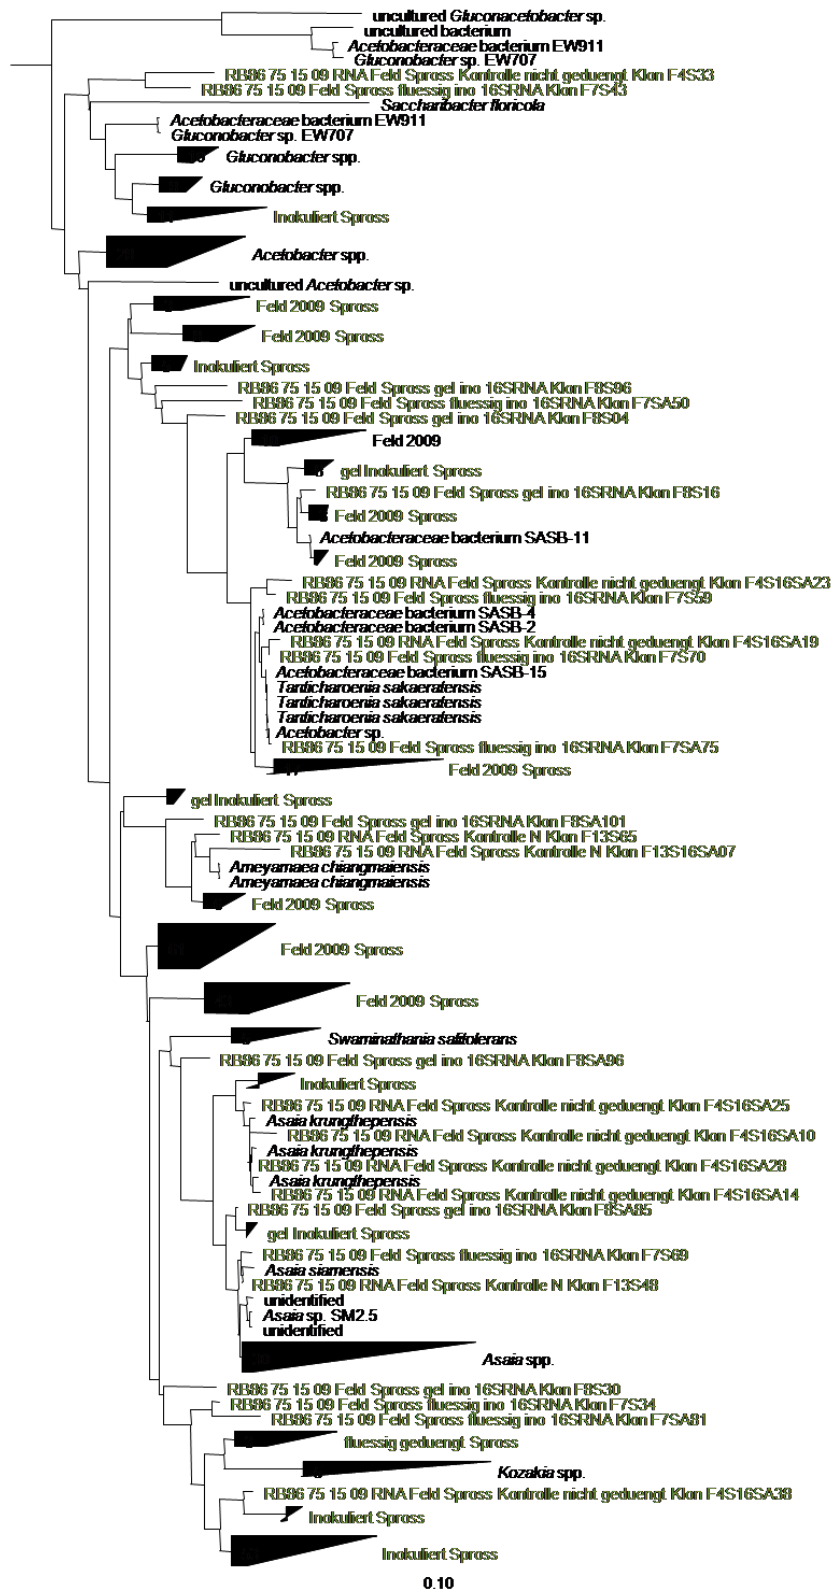 uncultured Gluconacetobacter sp.
uncultured bacterium
Acetobacteraceae bacterium EW911
Gluconobacter sp. EW707
RB86 75 15 09 RNA Feld Spross Kontrolle nicht geduengt Klon F4S33
RB86 75 15 09 Feld Spross fluessig ino 16SRNA Klon F7S43
Saccharibacter floricola
Acetobacteraceae bacterium EW911
Gluconobacter sp. EW707
Gluconobacter spp.
Gluconobacter spp.
Inokuliert Spross
Acetobacter spp.
uncultured Acetobacter sp.
Feld 2009 Spross
Feld 2009 Spross
Inokuliert Spross
RB86 75 15 09 Feld Spross gel ino 16SRNA Klon F8S96
RB86 75 15 09 Feld Spross fluessig ino 16SRNA Klon F7SA50
RB86 75 15 09 Feld Spross gel ino 16SRNA Klon F8S04
Feld 2009
gel Inokuliert Spross
RB86 75 15 09 Feld Spross gel ino 16SRNA Klon F8S16
Feld 2009 Spross
Acetobacteraceae bacterium SASB-11
Feld 2009 Spross
RB86 75 15 09 RNA Feld Spross Kontrolle nicht geduengt Klon F4S16SA23
RB86 75 15 09 Feld Spross fluessig ino 16SRNA Klon F7S59
Acetobacteraceae bacterium SASB-4
Acetobacteraceae bacterium SASB-2
RB86 75 15 09 RNA Feld Spross Kontrolle nicht geduengt Klon F4S16SA19
RB86 75 15 09 Feld Spross fluessig ino 16SRNA Klon F7S70
Acetobacteraceae bacterium SASB-15
Tanticharoenia sakaeratensis
Tanticharoenia sakaeratensis
Tanticharoenia sakaeratensis
Acetobacter sp.
RB86 75 15 09 Feld Spross fluessig ino 16SRNA Klon F7SA75
Feld 2009 Spross
gel Inokuliert Spross
RB86 75 15 09 Feld Spross gel ino 16SRNA Klon F8SA101
RB86 75 15 09 RNA Feld Spross Kontrolle N Klon F13S65
RB86 75 15 09 RNA Feld Spross Kontrolle N Klon F13S16SA07
Ameyamaea chiangmaiensis
Ameyamaea chiangmaiensis
Feld 2009 Spross
Feld 2009 Spross
Feld 2009 Spross
Swaminathania salitolerans
RB86 75 15 09 Feld Spross gel ino 16SRNA Klon F8SA96
Inokuliert Spross
RB86 75 15 09 RNA Feld Spross Kontrolle nicht geduengt Klon F4S16SA25
Asaia krungthepensis
RB86 75 15 09 RNA Feld Spross Kontrolle nicht geduengt Klon F4S16SA10
Asaia krungthepensis
RB86 75 15 09 RNA Feld Spross Kontrolle nicht geduengt Klon F4S16SA28
Asaia krungthepensis
RB86 75 15 09 RNA Feld Spross Kontrolle nicht geduengt Klon F4S16SA14
RB86 75 15 09 Feld Spross gel ino 16SRNA Klon F8SA85
gel Inokuliert Spross
RB86 75 15 09 Feld Spross fluessig ino 16SRNA Klon F7S69
Asaia siamensis
RB86 75 15 09 RNA Feld Spross Kontrolle N Klon F13S48
unidentified
Asaia sp. SM2.5
unidentified
Asaia spp.
RB86 75 15 09 Feld Spross gel ino 16SRNA Klon F8S30
RB86 75 15 09 Feld Spross fluessig ino 16SRNA Klon F7S34
RB86 75 15 09 Feld Spross fluessig ino 16SRNA Klon F7SA81
fluessig geduengt Spross
Kozakia spp.
RB86 75 15 09 RNA Feld Spross Kontrolle nicht geduengt Klon F4S16SA38
Inokuliert Spross
Inokuliert Spross
0.10